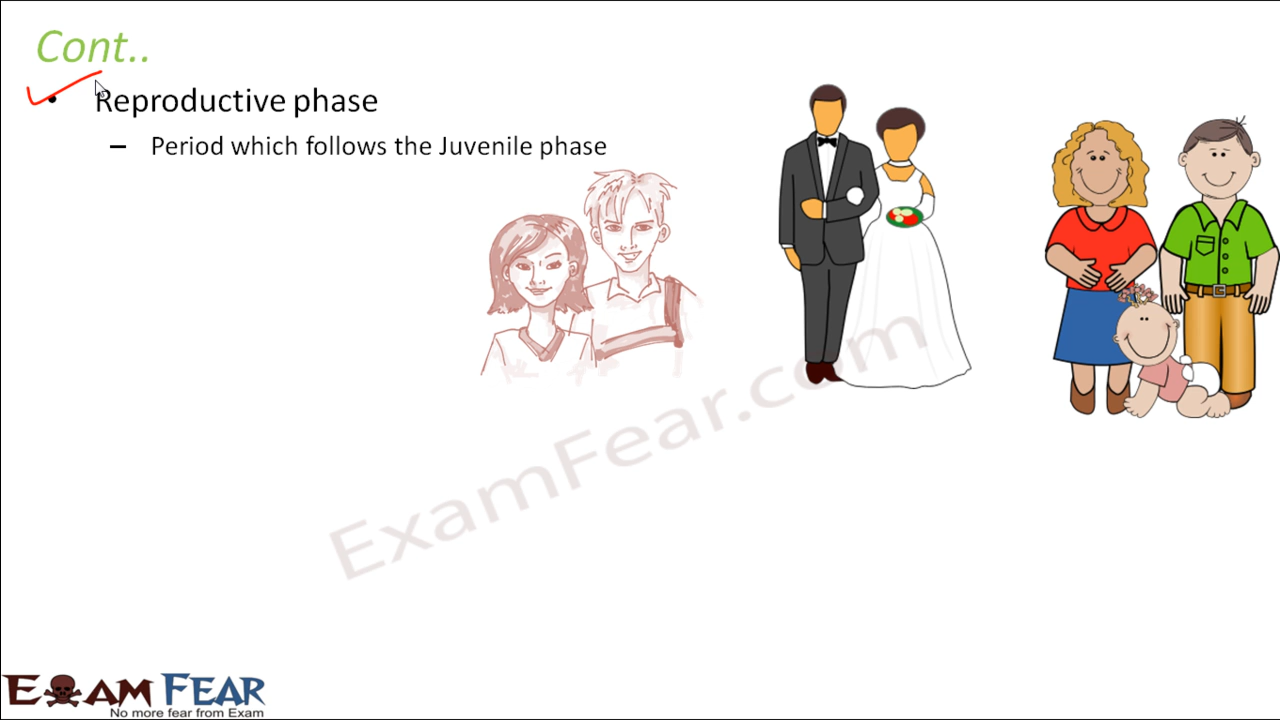 Cont..
• Reproductive phase
– Period which follows the Juvenile phase
ExamFear.com
EXAM FEAR
No more fear from Exam